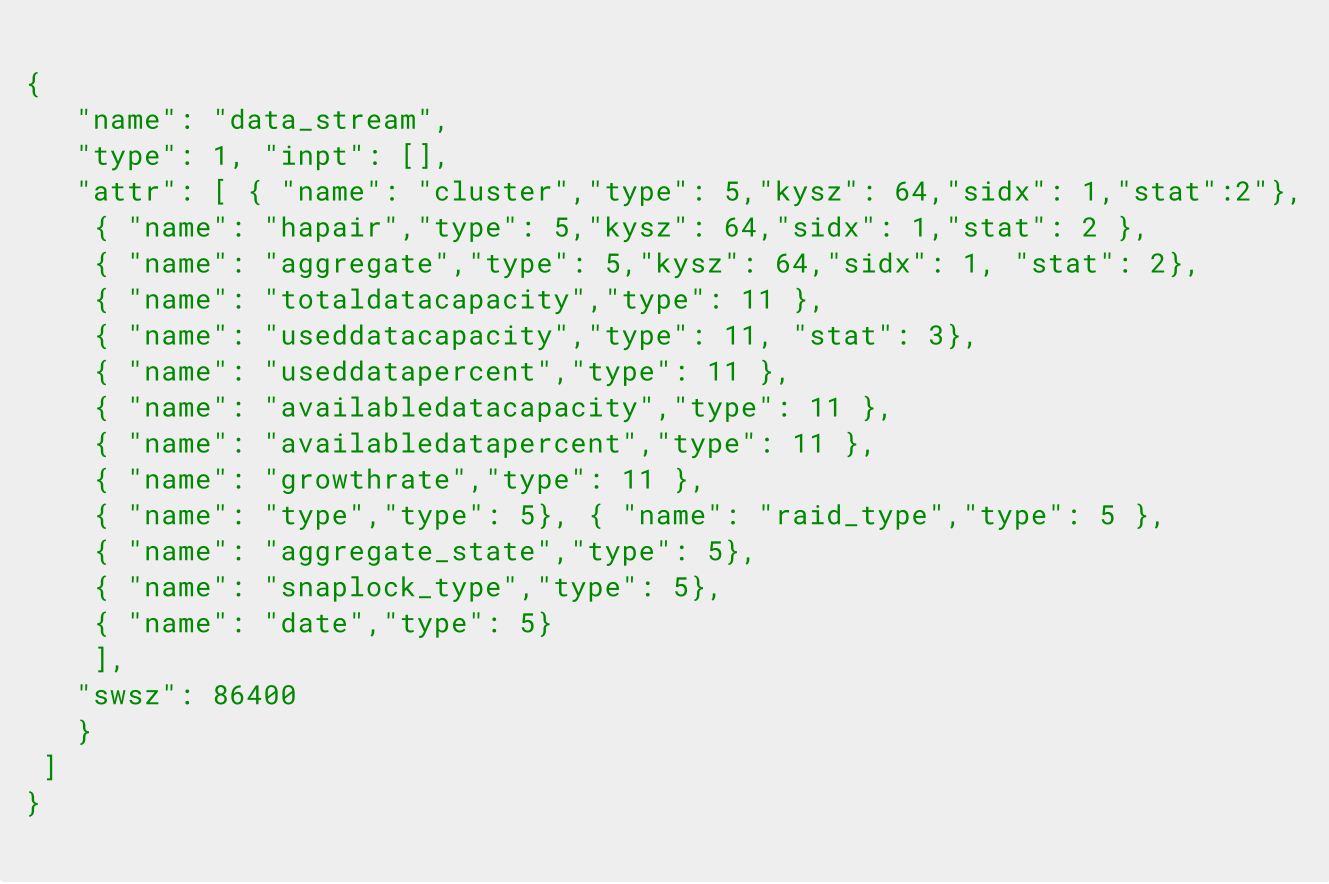 {
"name": "data_stream",
"type": 1, "inpt": [],
"attr": [ { "name": "cluster","type": 5,"kysz": 64,"sidx": 1,"stat":2"},
{ "name": "hapair","type": 5,"kysz": 64,"sidx": 1,"stat": 2 },
{ "name": "aggregate","type": 5,"kysz": 64,"sidx": 1, "stat": 2},
{ "name": "totaldatacapacity","type": 11 },
{ "name": "useddatacapacity","type": 11, "stat": 3},
{ "name": "useddatapercent","type": 11 },
{ "name": "availabledatacapacity","type": 11 },
{ "name": "availabledatapercent","type": 11 },
{ "name": "growthrate","type": 11 },
{ "name": "type","type": 5}, { "name": "raid_type","type": 5 },
{ "name": "aggregate_state","type": 5},
{ "name": "snaplock_type","type": 5},
{ "name": "date","type": 5}
],
"swsz": 86400
}
]
}